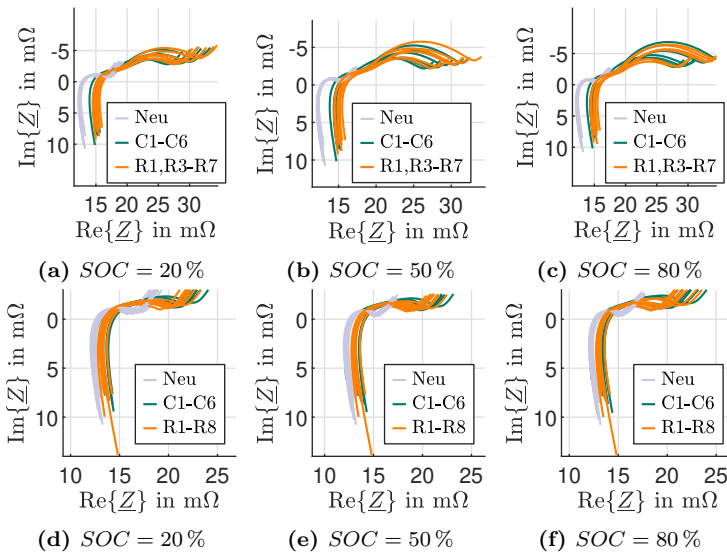 Im{Z} in mΩ
-5
0
5
10
Neu
C1-C6
R1,R3-R7
15 20 25 30
Re{Z} in mΩ
(a) SOC = 20 %
Im{Z} in mΩ
-5
0
5
10
Neu
C1-C6
R1,R3-R7
15 20 25 30
Re{Z} in mΩ
(b) SOC = 50 %
Im{Z} in mΩ
-5
0
5
10
Neu
C1-C6
R1,R3-R7
15 20 25 30
Re{Z} in mΩ
(c) SOC = 80 %
Im{Z} in mΩ
0
5
10
Neu
C1-C6
R1-R8
10 15 20 25
Re{Z} in mΩ
(d) SOC = 20 %
Im{Z} in mΩ
0
5
10
Neu
C1-C6
R1-R8
10 15 20 25
Re{Z} in mΩ
(e) SOC = 50 %
Im{Z} in mΩ
0
5
10
Neu
C1-C6
R1-R8
10 15 20 25
Re{Z} in mΩ
(f) SOC = 80 %